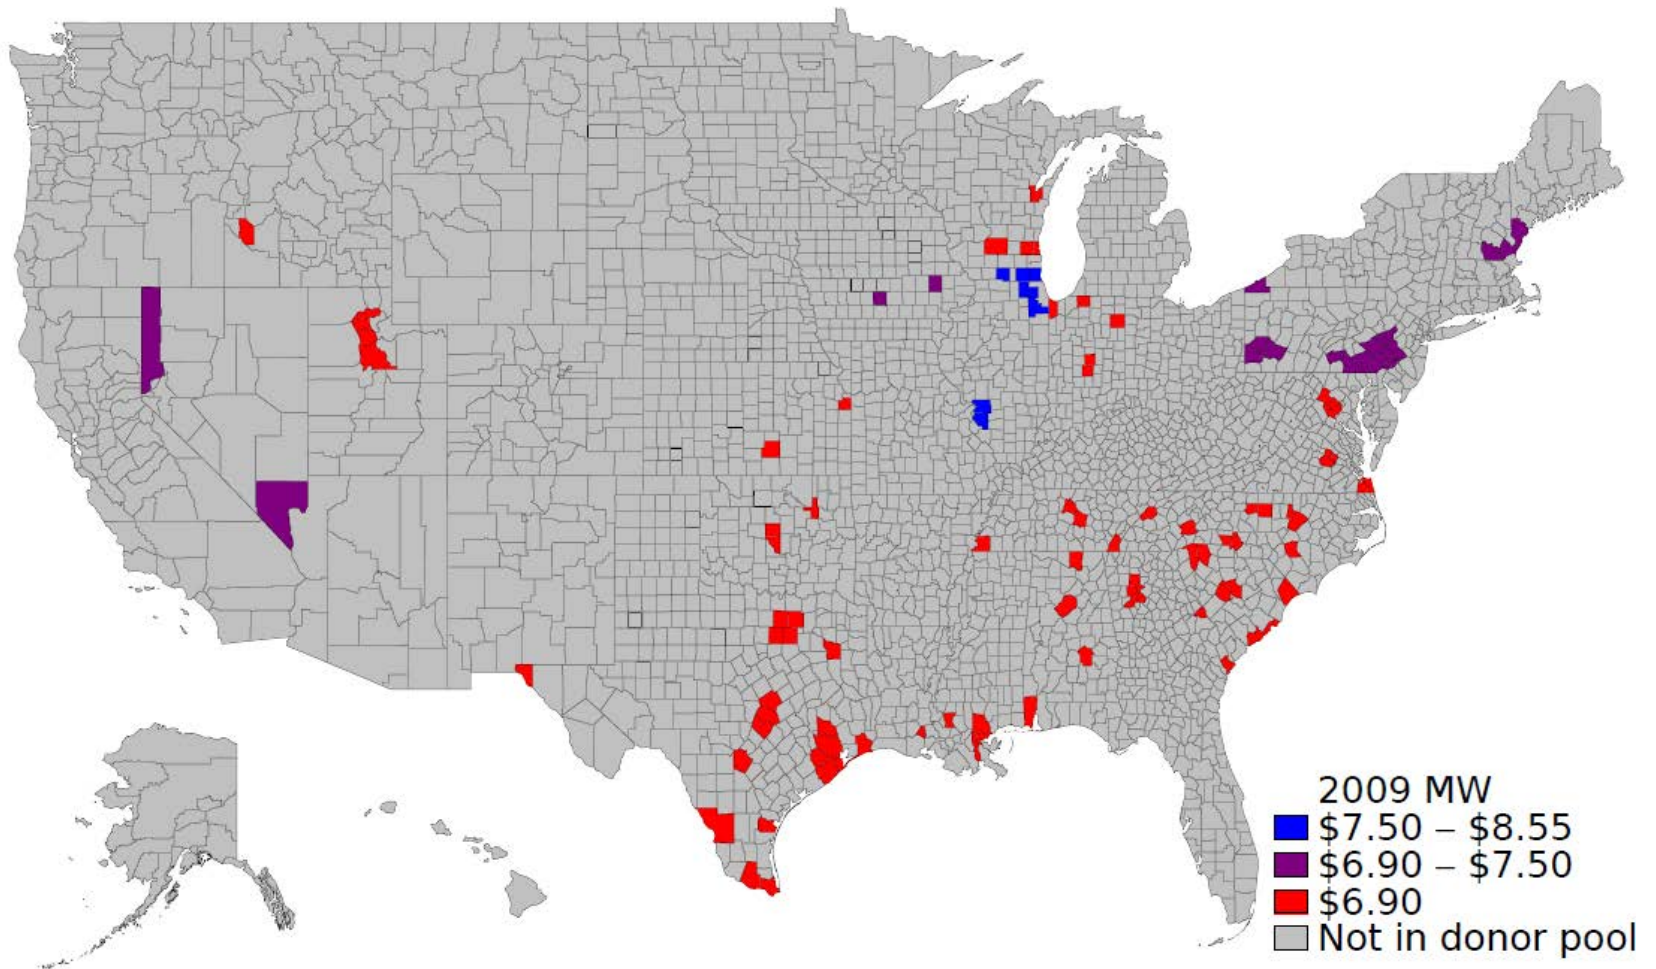 2009 MW
$7.50 – $8.55
$6.90 – $7.50
$6.90
Not in donor pool